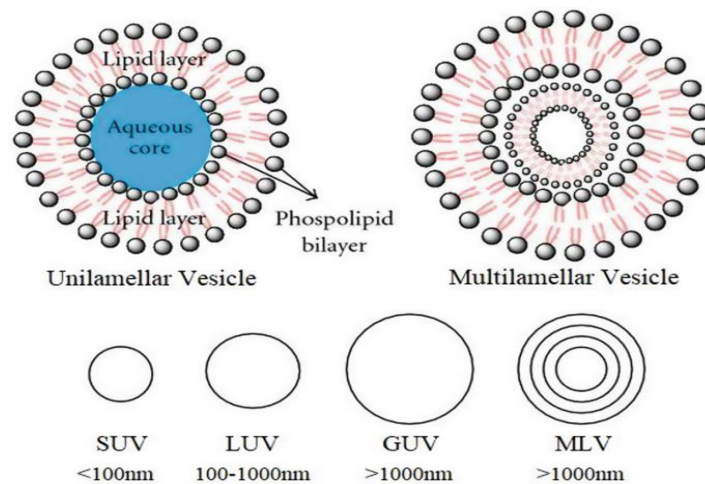 Lipid layer
Aqueous
core
Lipid layer
Phospolipid
bilayer
Unilamellar Vesicle
Multilamellar Vesicle
SUV
LUV
GUV
MLV
<100nm
100-1000nm
>1000nm
>1000nm